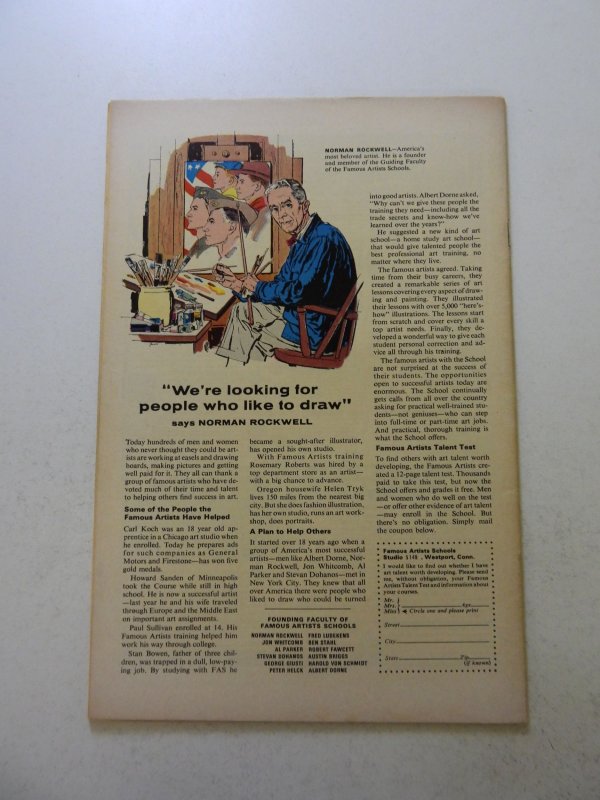 NORMAN ROCKWELL—America's
most beloved artist. He is a founder
and member of the Guiding Faculty
of the Famous Artists Schools.
"We're looking for
people who like to draw"
says NORMAN ROCKWELL
Today hundreds of men and women
who never thought they could be art-
ists are working at easels and drawing
boards, making pictures and getting
well paid for it. They all can thank a
group of famous artists who have de-
voted much of their time and talent
to helping others find success in art.
Some of the People the
Famous Artists Have Helped
Carl Koch was an 18 year old ap-
prentice in a Chicago art studio when
he enrolled. Today he prepares ads
for such companies as General
Motors and Firestone—has won five
gold medals.
Howard Sanden of Minneapolis
took the Course while still in high
school. He is now a successful artist
—last year he and his wife traveled
through Europe and the Middle East
on important art assignments.
Paul Sullivan enrolled at 14. His
Famous Artists training helped him
work his way through college.
Stan Bowen, father of three chil-
dren, was trapped in a dull, low-pay-
ing job. By studying with FAS he
became a sought-after illustrator,
has opened his own studio.
With Famous Artists training
Rosemary Roberts was hired by a
top department store as an artist—
with a big chance to advance.
Oregon housewife Helen Tryk
lives 150 miles from the nearest big
city. But she does fashion illustration,
has her own studio, runs an art work-
shop, does portraits.
A Plan to Help Others
It started over 18 years ago when a
group of America's most successful
artists—men like Albert Dorne, Nor-
man Rockwell, Jon Whitcomb, Al
Parker and Stevan Dohanos—met in
New York City. They knew that all
over America there were people who
liked to draw who could be turned
FOUNDING FACULTY OF
FAMOUS ARTISTS SCHOOLS
NORMAN ROCKWELL FRED LUDEKENS
JON WHITCOMB BEN STAHL
AL PARKER ROBERT FAWCETT
STEVAN DOHANOS AUSTIN BRIGGS
GEORGE GIUSTI HAROLD VON SCHMIDT
PETER HELCK ALBERT DORNE
into good artists. Albert Dorne asked,
"Why can't we give these people the
training they need—including all the
trade secrets and know-how we've
learned over the years?"
He suggested a new kind of art
school—a home study art school—
that would give talented people the
best professional art training, no
matter where they live.
The famous artists agreed. Taking
time from their busy careers, they
created a remarkable series of art
lessons covering every aspect of draw-
ing and painting. They illustrated
their lessons with over 5,000 "here's-
how" illustrations. The lessons start
from scratch and cover every skill a
top artist needs. Finally, they de-
veloped a wonderful way to give each
student personal correction and ad-
vice all through his training.
The famous artists with the School
are not surprised at the success of
their students. The opportunities
open to successful artists today are
enormous. The School continually
gets calls from all over the country
asking for practical well-trained stu-
dents—not geniuses—who can step
into full-time or part-time art jobs.
And practical, thorough training is
what the School offers.
Famous Artists Talent Test
To find others with art talent worth
developing, the Famous Artists cre-
ated a 12-page talent test. Thousands
paid to take this test, but now the
School offers and grades it free. Men
and women who do well on the test
—or offer other evidence of art talent
—may enroll in the School. But
there's no obligation. Simply mail
the coupon below.
Famous Artists Schools
Studio Westport, Conn.
I would like to find out whether I have
art talent worth developing. Please send
me, without obligation, your Famous
Artists Talent Test and information about
your courses.
Mr.
Mrs. Age
Miss Circle one and please print
Street
City
State Zip
(if known)